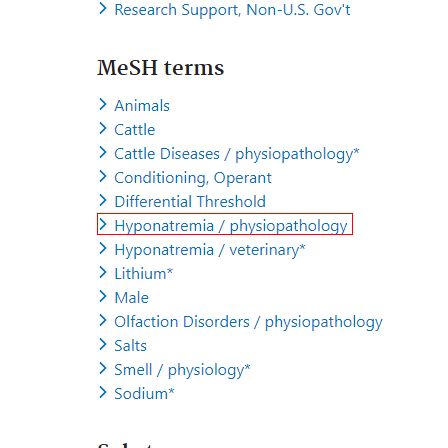 Research Support, Non-U.S. Gov't
MeSH terms
Animals
Cattle
Cattle Diseases / physiopathology*
Conditioning, Operant
Differential Threshold
Hyponatremia / physiopathology
Hyponatremia / veterinary*
Lithium*
Male
Olfaction Disorders / physiopathology
Salts
Smell / physiology*
Sodium*